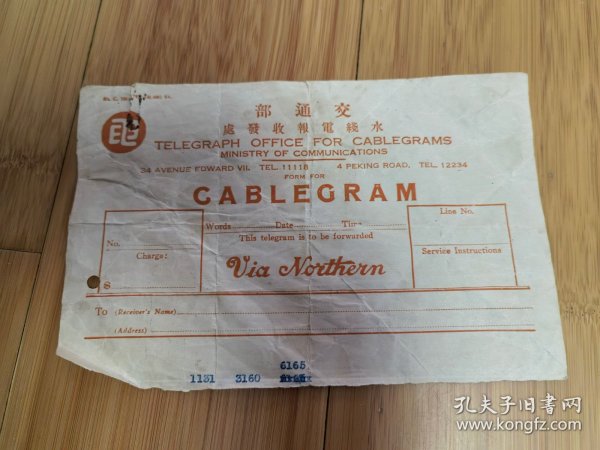 部 通 交
處發收報電綫水
TELEGRAPH OFFICE FOR CABLEGRAMS
MINISTRY OF COMMUNICATIONS
34 AVENUE EDWARD VII. TEL. 11118 4 PEKING ROAD. TEL. 12234
FORM FOR
CABLEGRAM
Words Date Time
This telegram is to be forwarded
Via Northern
No.
Charge:
$
Line No.
Service Instructions
To (Receiver's Name)
(Address)
6165
1131 3160
孔夫子旧书网
www.kongfz.com